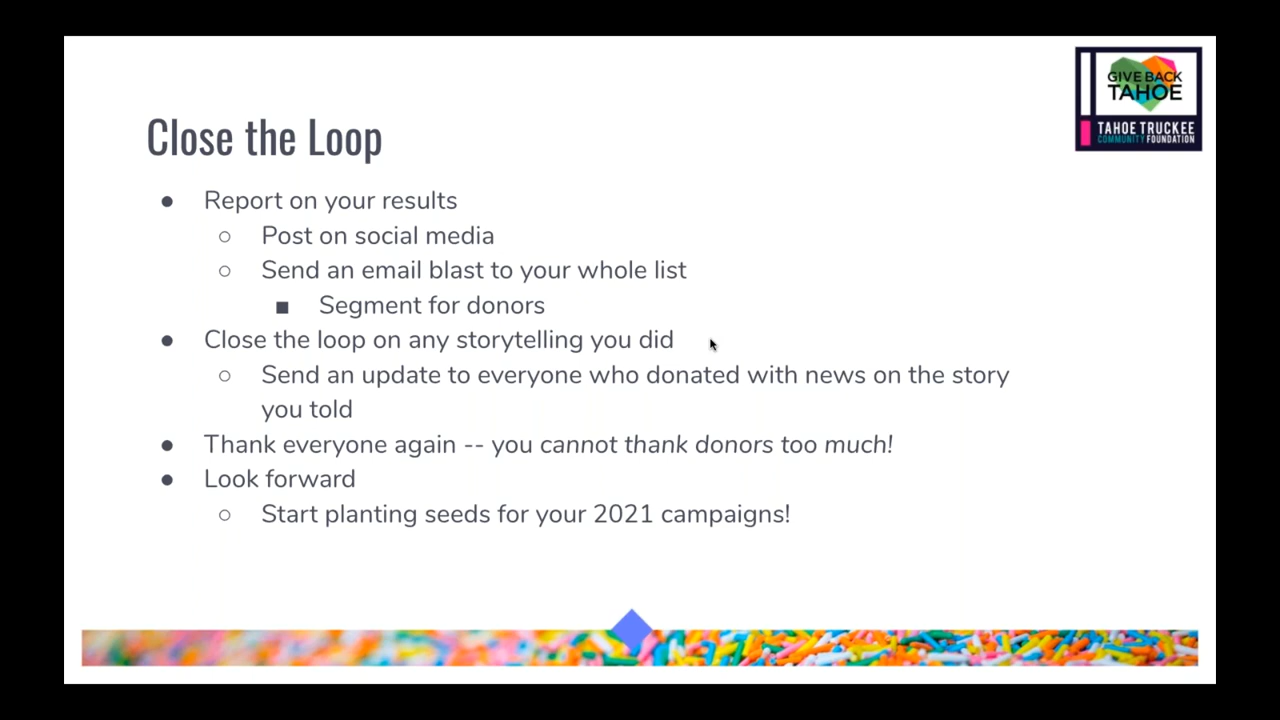 GIVE BACK
TAHOE
TAHOE TRUCKEE
COMMUNITY FOUNDATION
Close the Loop
● Report on your results
○ Post on social media
○ Send an email blast to your whole list
■ Segment for donors
● Close the loop on any storytelling you did
○ Send an update to everyone who donated with news on the story
you told
● Thank everyone again -- you cannot thank donors too much!
● Look forward
○ Start planting seeds for your 2021 campaigns!